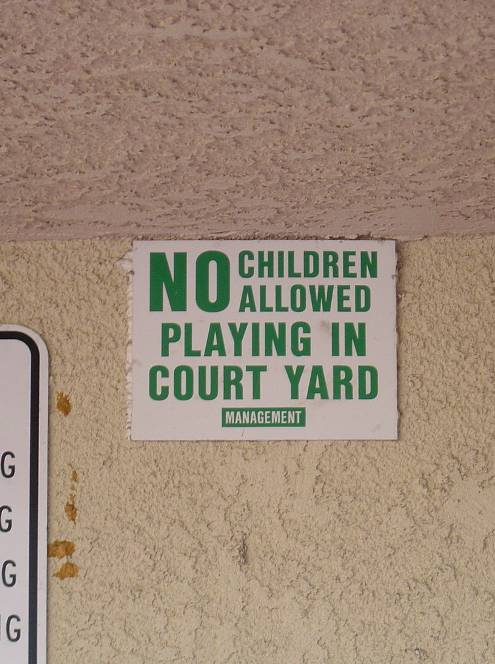 NO CHILDREN
ALLOWED
PLAYING IN
COURT YARD
MANAGEMENT
G
G
G
G